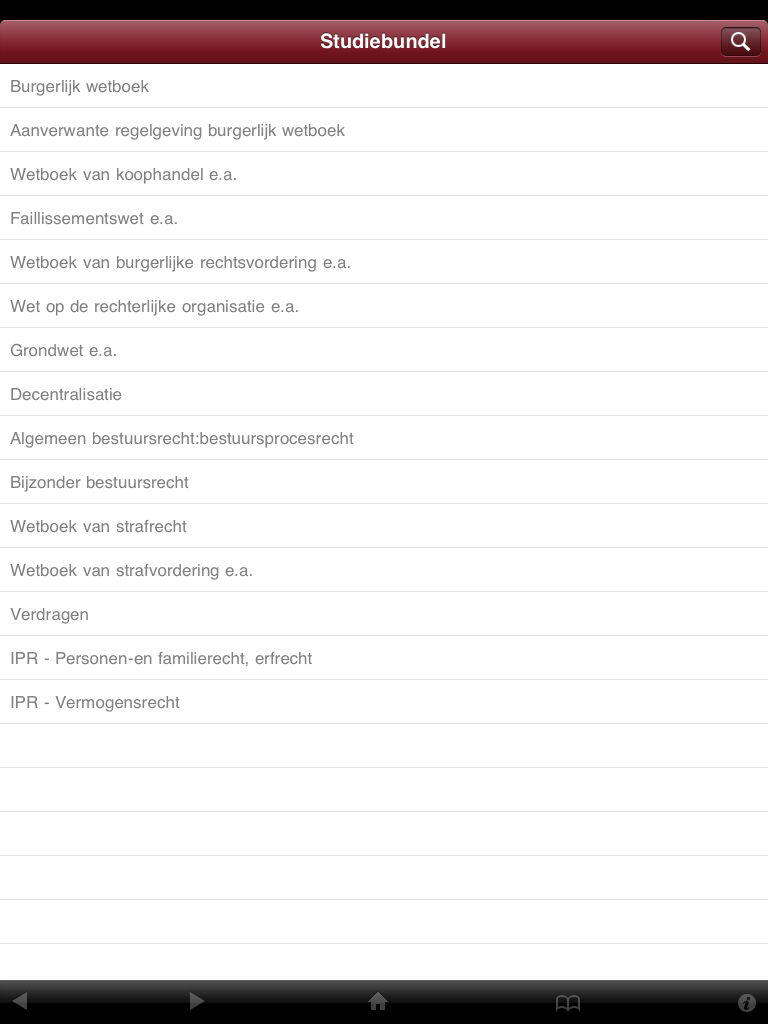 Studiebundel
Burgerlijk wetboek
Aanverwante regelgeving burgerlijk wetboek
Wetboek van koophandel e.a.
Faillissementswet e.a.
Wetboek van burgerlijke rechtsvordering e.a.
Wet op de rechterlijke organisatie e.a.
Grondwet e.a.
Decentralisatie
Algemeen bestuursrecht:bestuursprocesrecht
Bijzonder bestuursrecht
Wetboek van strafrecht
Wetboek van strafvordering e.a.
Verdragen
IPR - Personen-en familierecht, erfrecht
IPR - Vermogensrecht